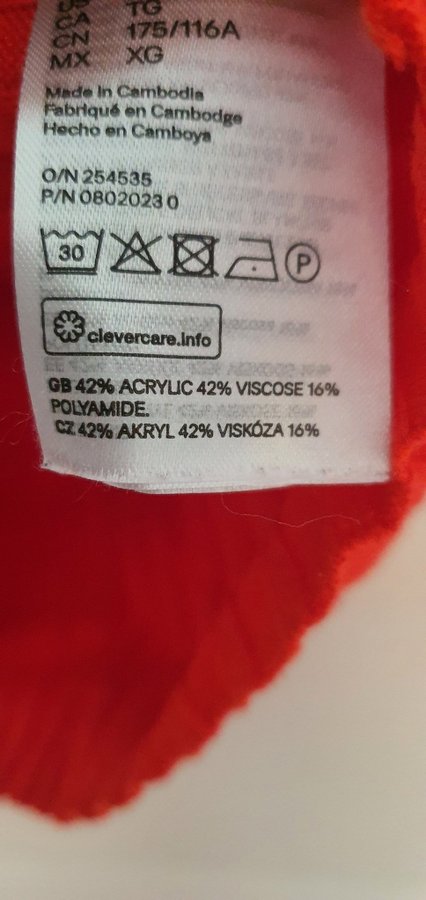 CA TG
CN 175/116A
MX XG
Made in Cambodia
Fabriqué en Cambodge
Hecho en Camboya
O/N 254535
P/N 0802023 0
30
P
clevercare.info
GB 42% ACRYLIC 42% VISCOSE 16%
POLYAMIDE.
CZ 42% AKRYL 42% VISKÓZA 16%